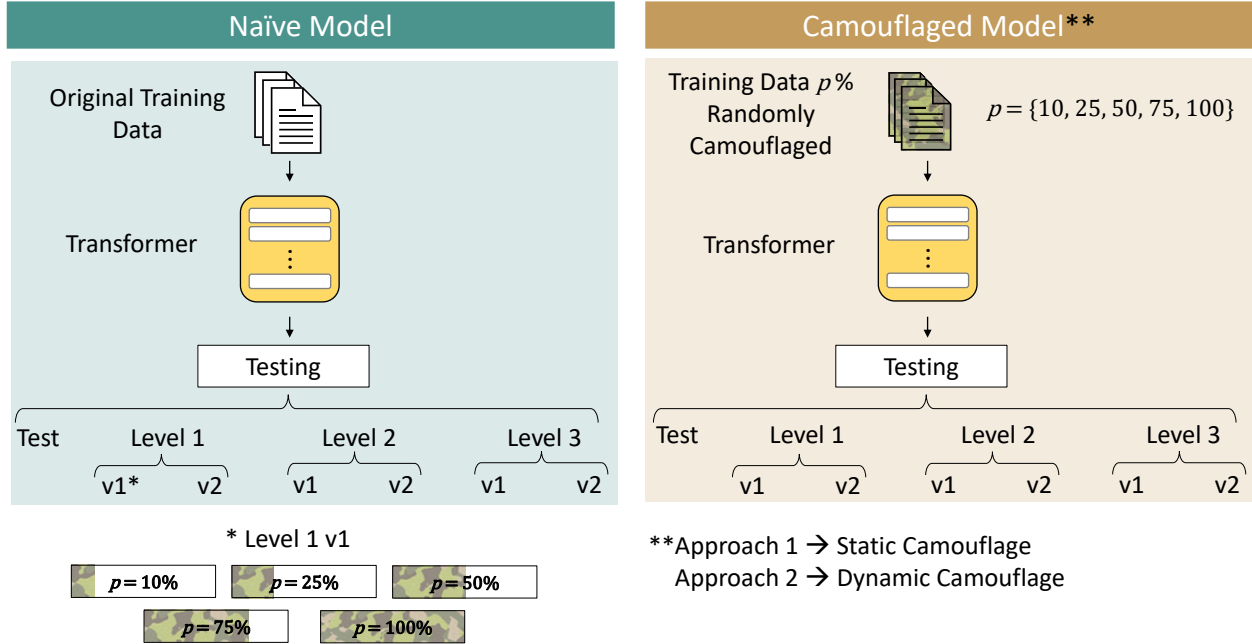 Naïve Model
Original Training
Data
Transformer
Testing
Test Level 1 Level 2 Level 3
v1* v2 v1 v2 v1 v2
* Level 1 v1
p = 10% p = 25% p = 50%
p = 75% p = 100%
Camouflaged Model**
Training Data p %
Randomly
Camouflaged
p = {10, 25, 50, 75, 100}
Transformer
Testing
Test Level 1 Level 2 Level 3
v1 v2 v1 v2 v1 v2
**Approach 1 → Static Camouflage
Approach 2 → Dynamic Camouflage